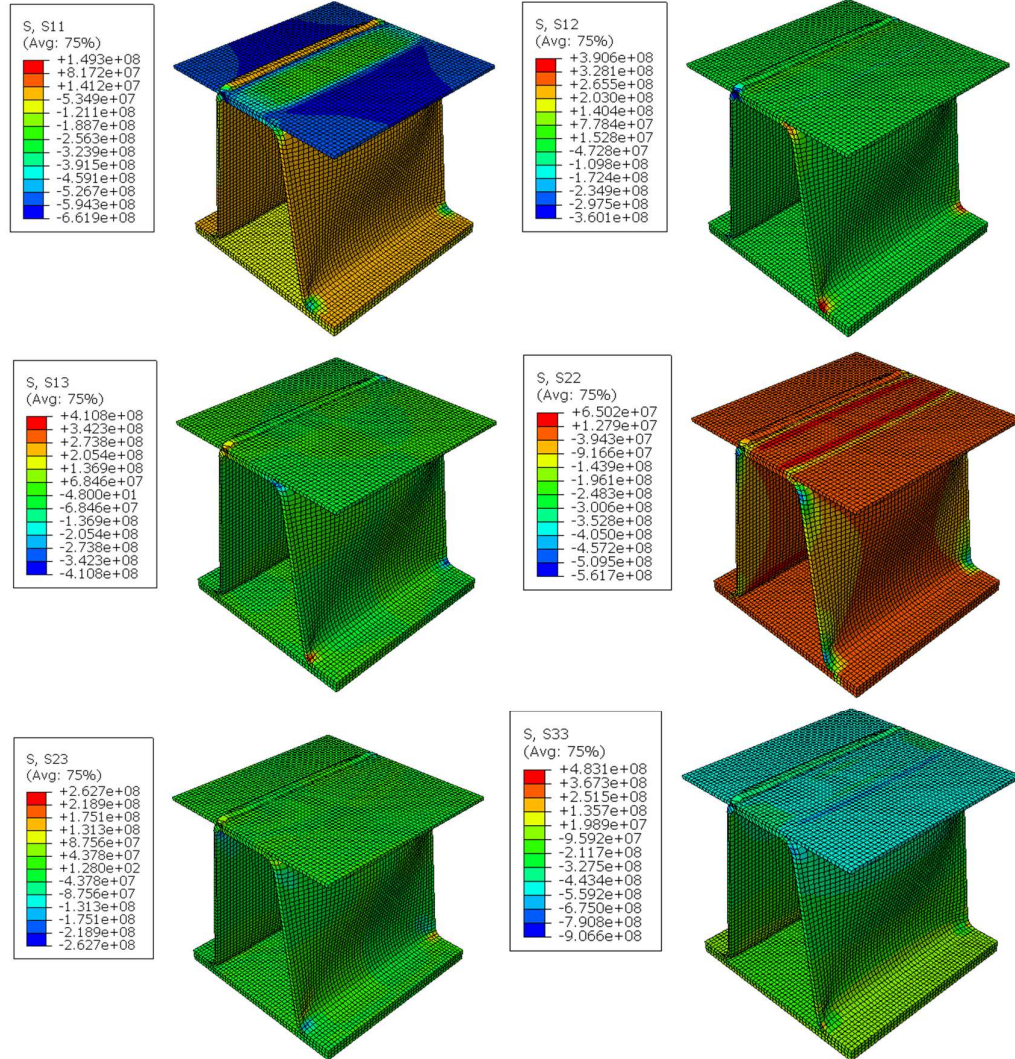 S, S11
(Avg: 75%)
+1.493e+08
+8.172e+07
+1.412e+07
-5.349e+07
-1.211e+08
-1.887e+08
-2.563e+08
-3.239e+08
-3.915e+08
-4.591e+08
-5.267e+08
-5.943e+08
-6.619e+08
S, S12
(Avg: 75%)
+3.906e+08
+3.281e+08
+2.655e+08
+2.030e+08
+1.404e+08
+7.784e+07
+1.528e+07
-4.728e+07
-1.098e+08
-1.724e+08
-2.349e+08
-2.975e+08
-3.601e+08
S, S13
(Avg: 75%)
+4.108e+08
+3.423e+08
+2.738e+08
+2.054e+08
+1.369e+08
+6.846e+07
-4.800e+01
-6.846e+07
-1.369e+08
-2.054e+08
-2.738e+08
-3.423e+08
-4.108e+08
S, S22
(Avg: 75%)
+6.502e+07
+1.279e+07
-3.943e+07
-9.166e+07
-1.439e+08
-1.961e+08
-2.483e+08
-3.006e+08
-3.528e+08
-4.050e+08
-4.572e+08
-5.095e+08
-5.617e+08
S, S23
(Avg: 75%)
+2.627e+08
+2.189e+08
+1.751e+08
+1.313e+08
+8.756e+07
+4.378e+07
+1.280e+02
-4.378e+07
-8.756e+07
-1.313e+08
-1.751e+08
-2.189e+08
-2.627e+08
S, S33
(Avg: 75%)
+4.831e+08
+3.673e+08
+2.515e+08
+1.357e+08
+1.989e+07
-9.592e+07
-2.117e+08
-3.275e+08
-4.434e+08
-5.592e+08
-6.750e+08
-7.908e+08
-9.066e+08